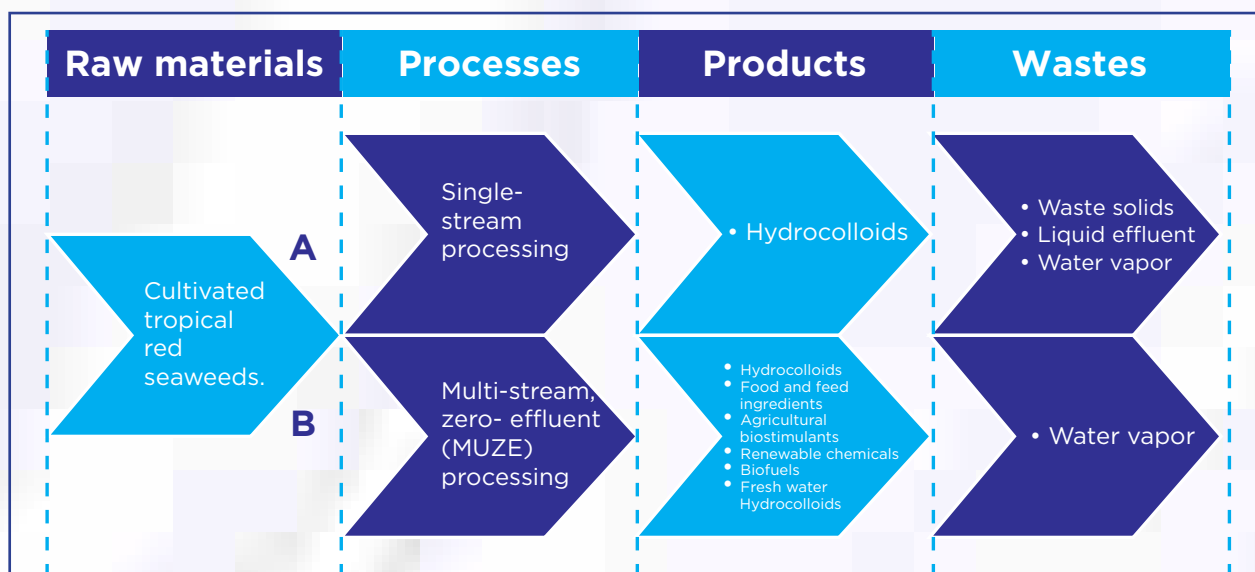 Raw materials
Processes
Products
Wastes
A
Cultivated
tropical
red
seaweeds.
B
Single-
stream
processing
• Hydrocolloids
• Waste solids
• Liquid effluent
• Water vapor
Multi-stream,
zero- effluent
(MUZE)
processing
• Hydrocolloids
• Food and feed
ingredients
• Agricultural
biostimulants
• Renewable chemicals
• Biofuels
• Fresh water
Hydrocolloids
• Water vapor